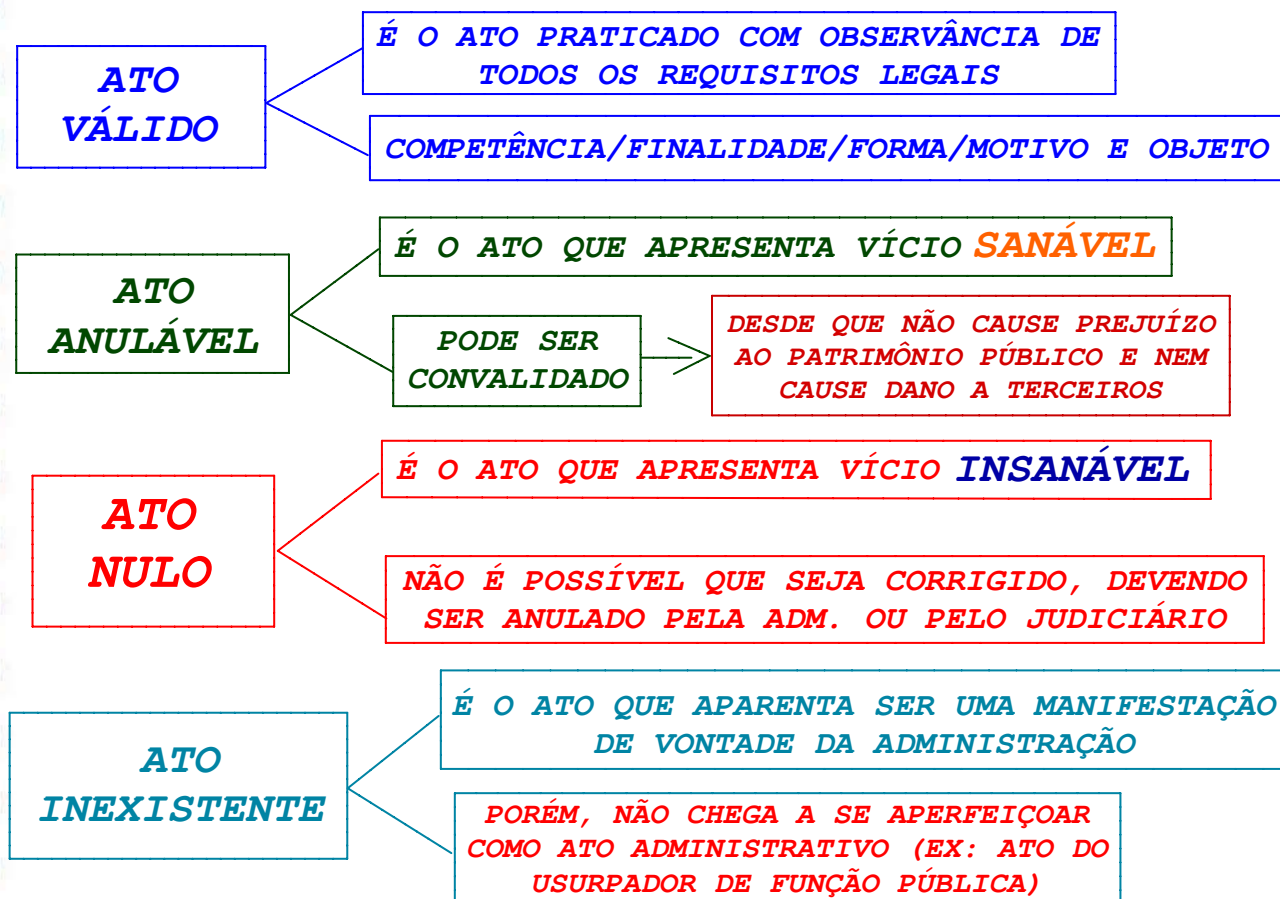 ATO
VÁLIDO
É O ATO PRATICADO COM OBSERVÂNCIA DE
TODOS OS REQUISITOS LEGAIS
COMPETÊNCIA/FINALIDADE/FORMA/MOTIVO E OBJETO
ATO
ANULÁVEL
É O ATO QUE APRESENTA VÍCIO SANÁVEL
PODE SER
CONVALIDADO
DESDE QUE NÃO CAUSE PREJUÍZO
AO PATRIMÔNIO PÚBLICO E NEM
CAUSE DANO A TERCEIROS
ATO
NULO
É O ATO QUE APRESENTA VÍCIO INSANÁVEL
NÃO É POSSÍVEL QUE SEJA CORRIGIDO, DEVENDO
SER ANULADO PELA ADM. OU PELO JUDICIÁRIO
ATO
INEXISTENTE
É O ATO QUE APARENTA SER UMA MANIFESTAÇÃO
DE VONTADE DA ADMINISTRAÇÃO
PORÉM, NÃO CHEGA A SE APERFEIÇOAR
COMO ATO ADMINISTRATIVO (EX: ATO DO
USURPADOR DE FUNÇÃO PÚBLICA)